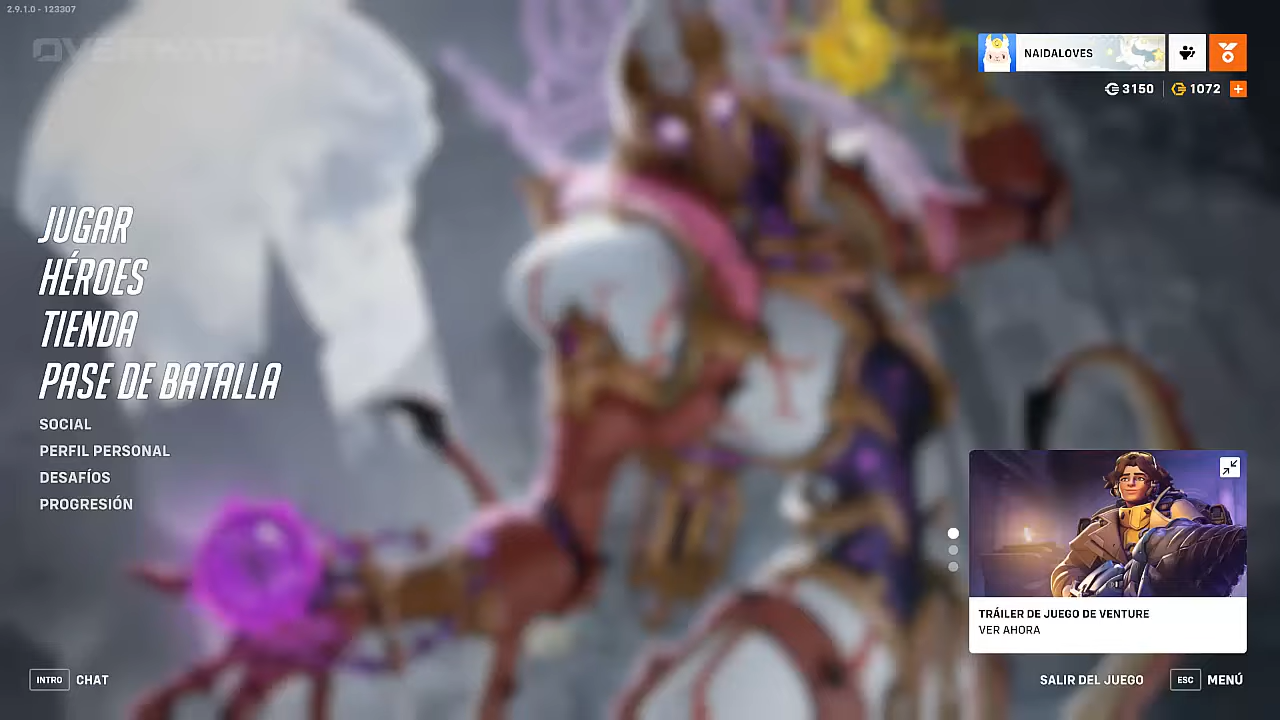 2.9.1.0 - 123307
OVERWATCH
NAIDALOVES
3150
1072
JUGAR
HÉROES
TIENDA
PASE DE BATALLA
SOCIAL
PERFIL PERSONAL
DESAFÍOS
PROGRESIÓN
TRÁILER DE JUEGO DE VENTURE
VER AHORA
INTRO CHAT
SALIR DEL JUEGO
ESC MENÚ